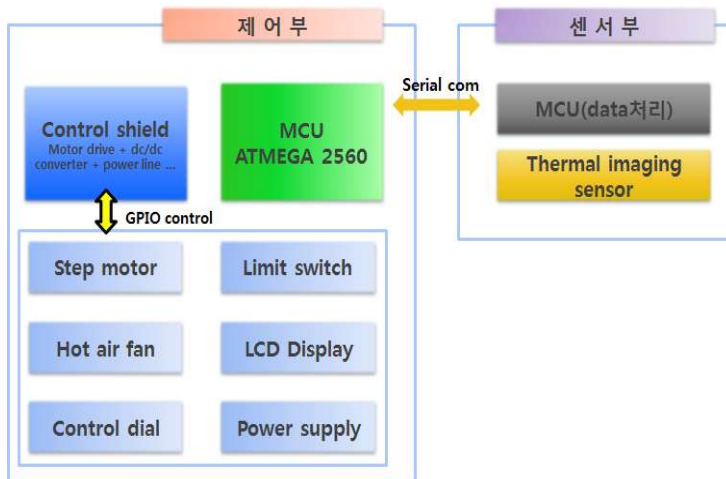 제 어 부
센 서 부
Control shield
Motor drive + dc/dc
converter + power line ...
MCU
ATMEGA 2560
Serial com
MCU(data처리)
Thermal imaging
sensor
GPIO control
Step motor
Limit switch
Hot air fan
LCD Display
Control dial
Power supply